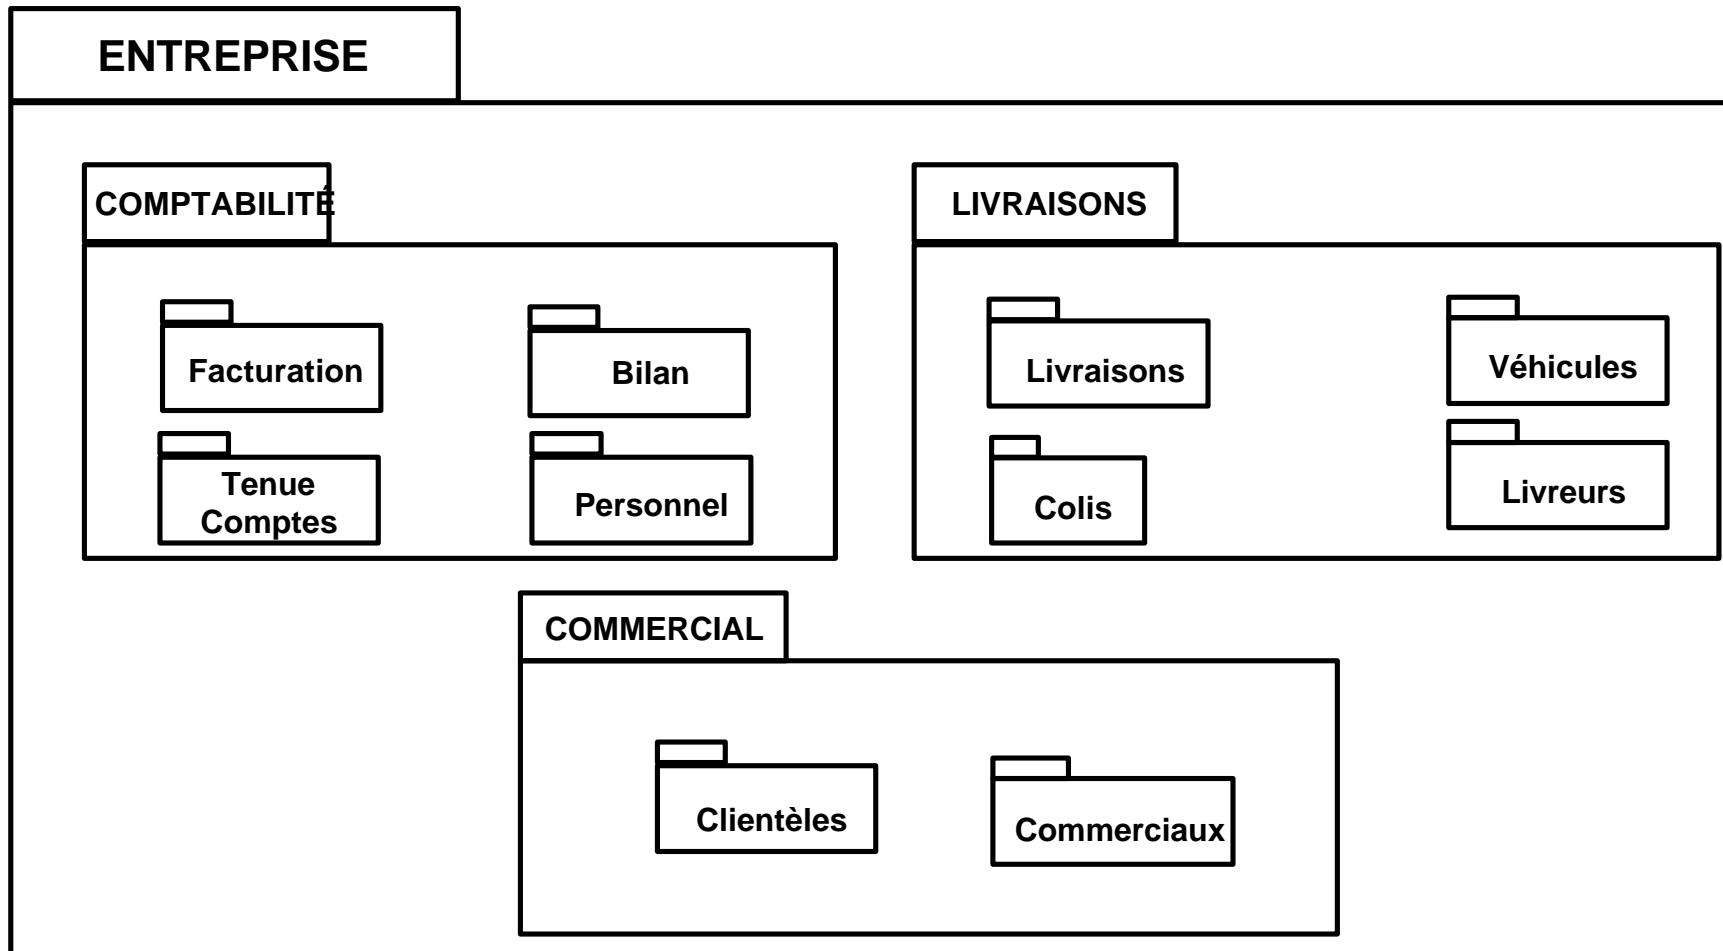 ENTREPRISE
COMPTABILITÉ
Facturation
Bilan
Tenue
Comptes
Personnel
LIVRAISONS
Livraisons
Véhicules
Colis
Livreurs
COMMERCIAL
Clientèles
Commerciaux